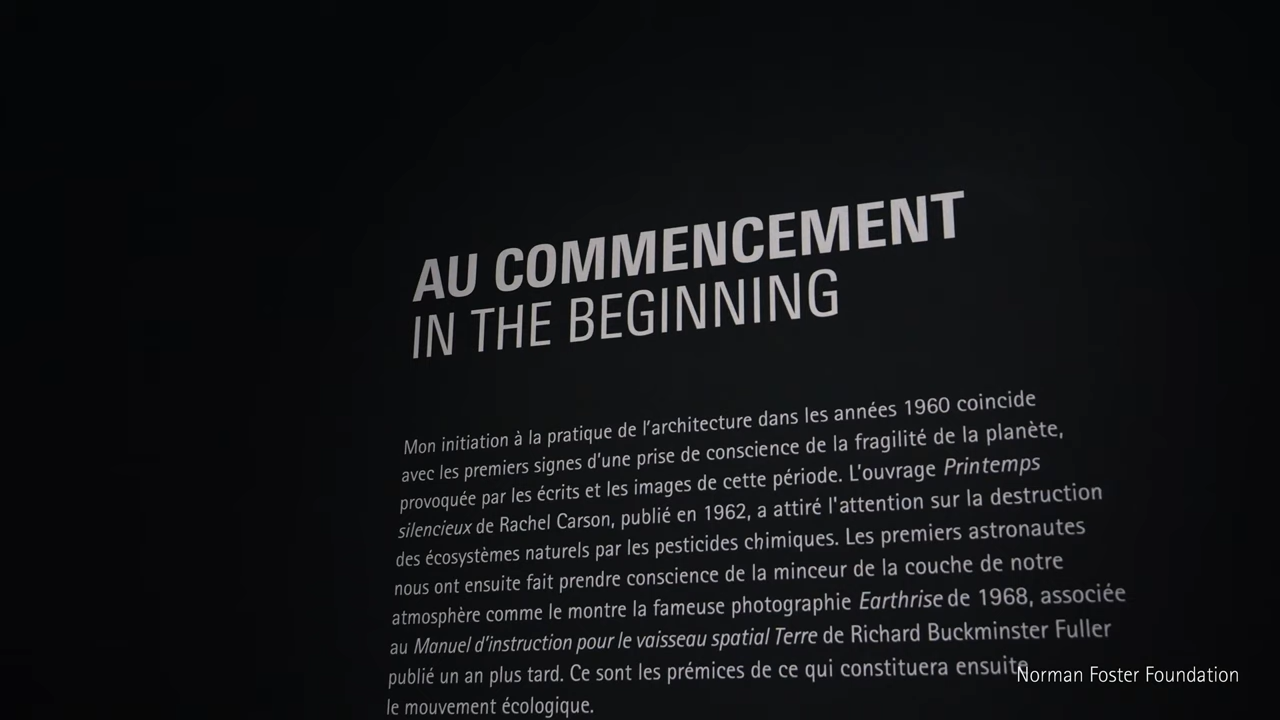 AU COMMENCEMENT
IN THE BEGINNING
Mon initiation à la pratique de l'architecture dans les années 1960 coincide
avec les premiers signes d'une prise de conscience de la fragilité de la planète,
provoquée par les écrits et les images de cette période. L'ouvrage Printemps
silencieux de Rachel Carson, publié en 1962, a attiré l'attention sur la destruction
des écosystèmes naturels par les pesticides chimiques. Les premiers astronautes
nous ont ensuite fait prendre conscience de la minceur de la couche de notre
atmosphère comme le montre la fameuse photographie Earthrise de 1968, associée
au Manuel d'instruction pour le vaisseau spatial Terre de Richard Buckminster Fuller
publié un an plus tard. Ce sont les prémices de ce qui constituera ensuite
le mouvement écologique.
Norman Foster Foundation